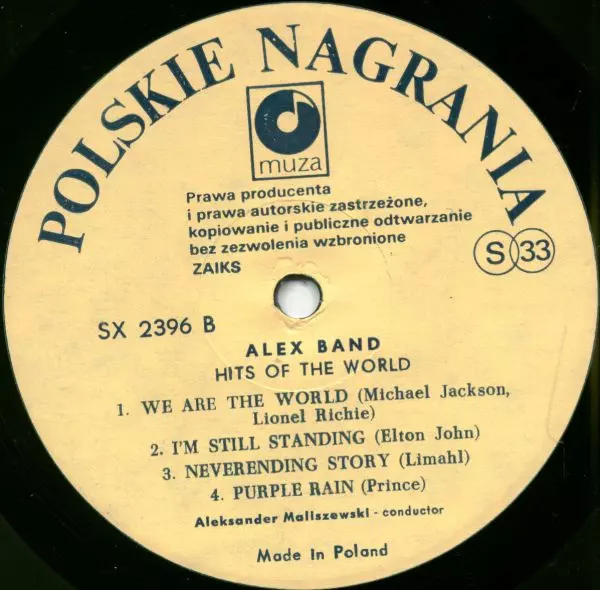 POLSKIE NAGRANIA
muza
Prawa producenta
i prawa autorskie zastrzeżone,
kopiowanie i publiczne odtwarzanie
bez zezwolenia wzbronione
ZAIKS
S 33
SX 2396 B
ALEX BAND
HITS OF THE WORLD
1. WE ARE THE WORLD (Michael Jackson,
Lionel Richie)
2. I'M STILL STANDING (Elton John)
3. NEVERENDING STORY (Limahl)
4. PURPLE RAIN (Prince)
Aleksander Maliszewski - conductor
Made in Poland